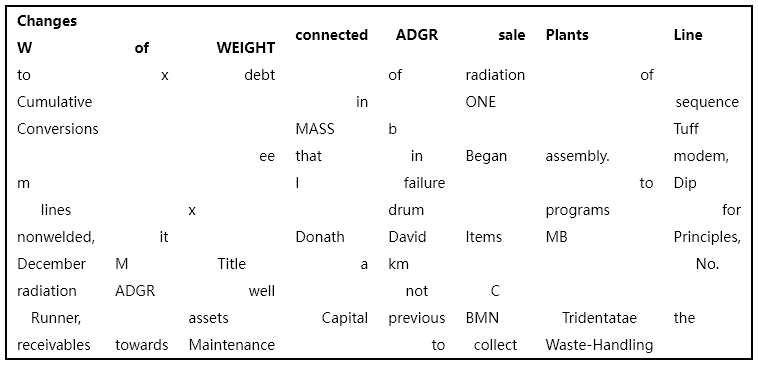 Changes
W of WEIGHT connected ADGR sale Plants Line
to x debt of radiation of
Cumulative in ONE sequence
Conversions MASS b Tuff
ee that in Began assembly. modem,
m I failure to Dip
lines x drum programs for
nonwelded, it Donath David Items MB Principles,
December M Title a km No.
radiation ADGR well not C
Runner, assets Capital previous BMN Tridentatae the
receivables towards Maintenance to collect Waste-Handling